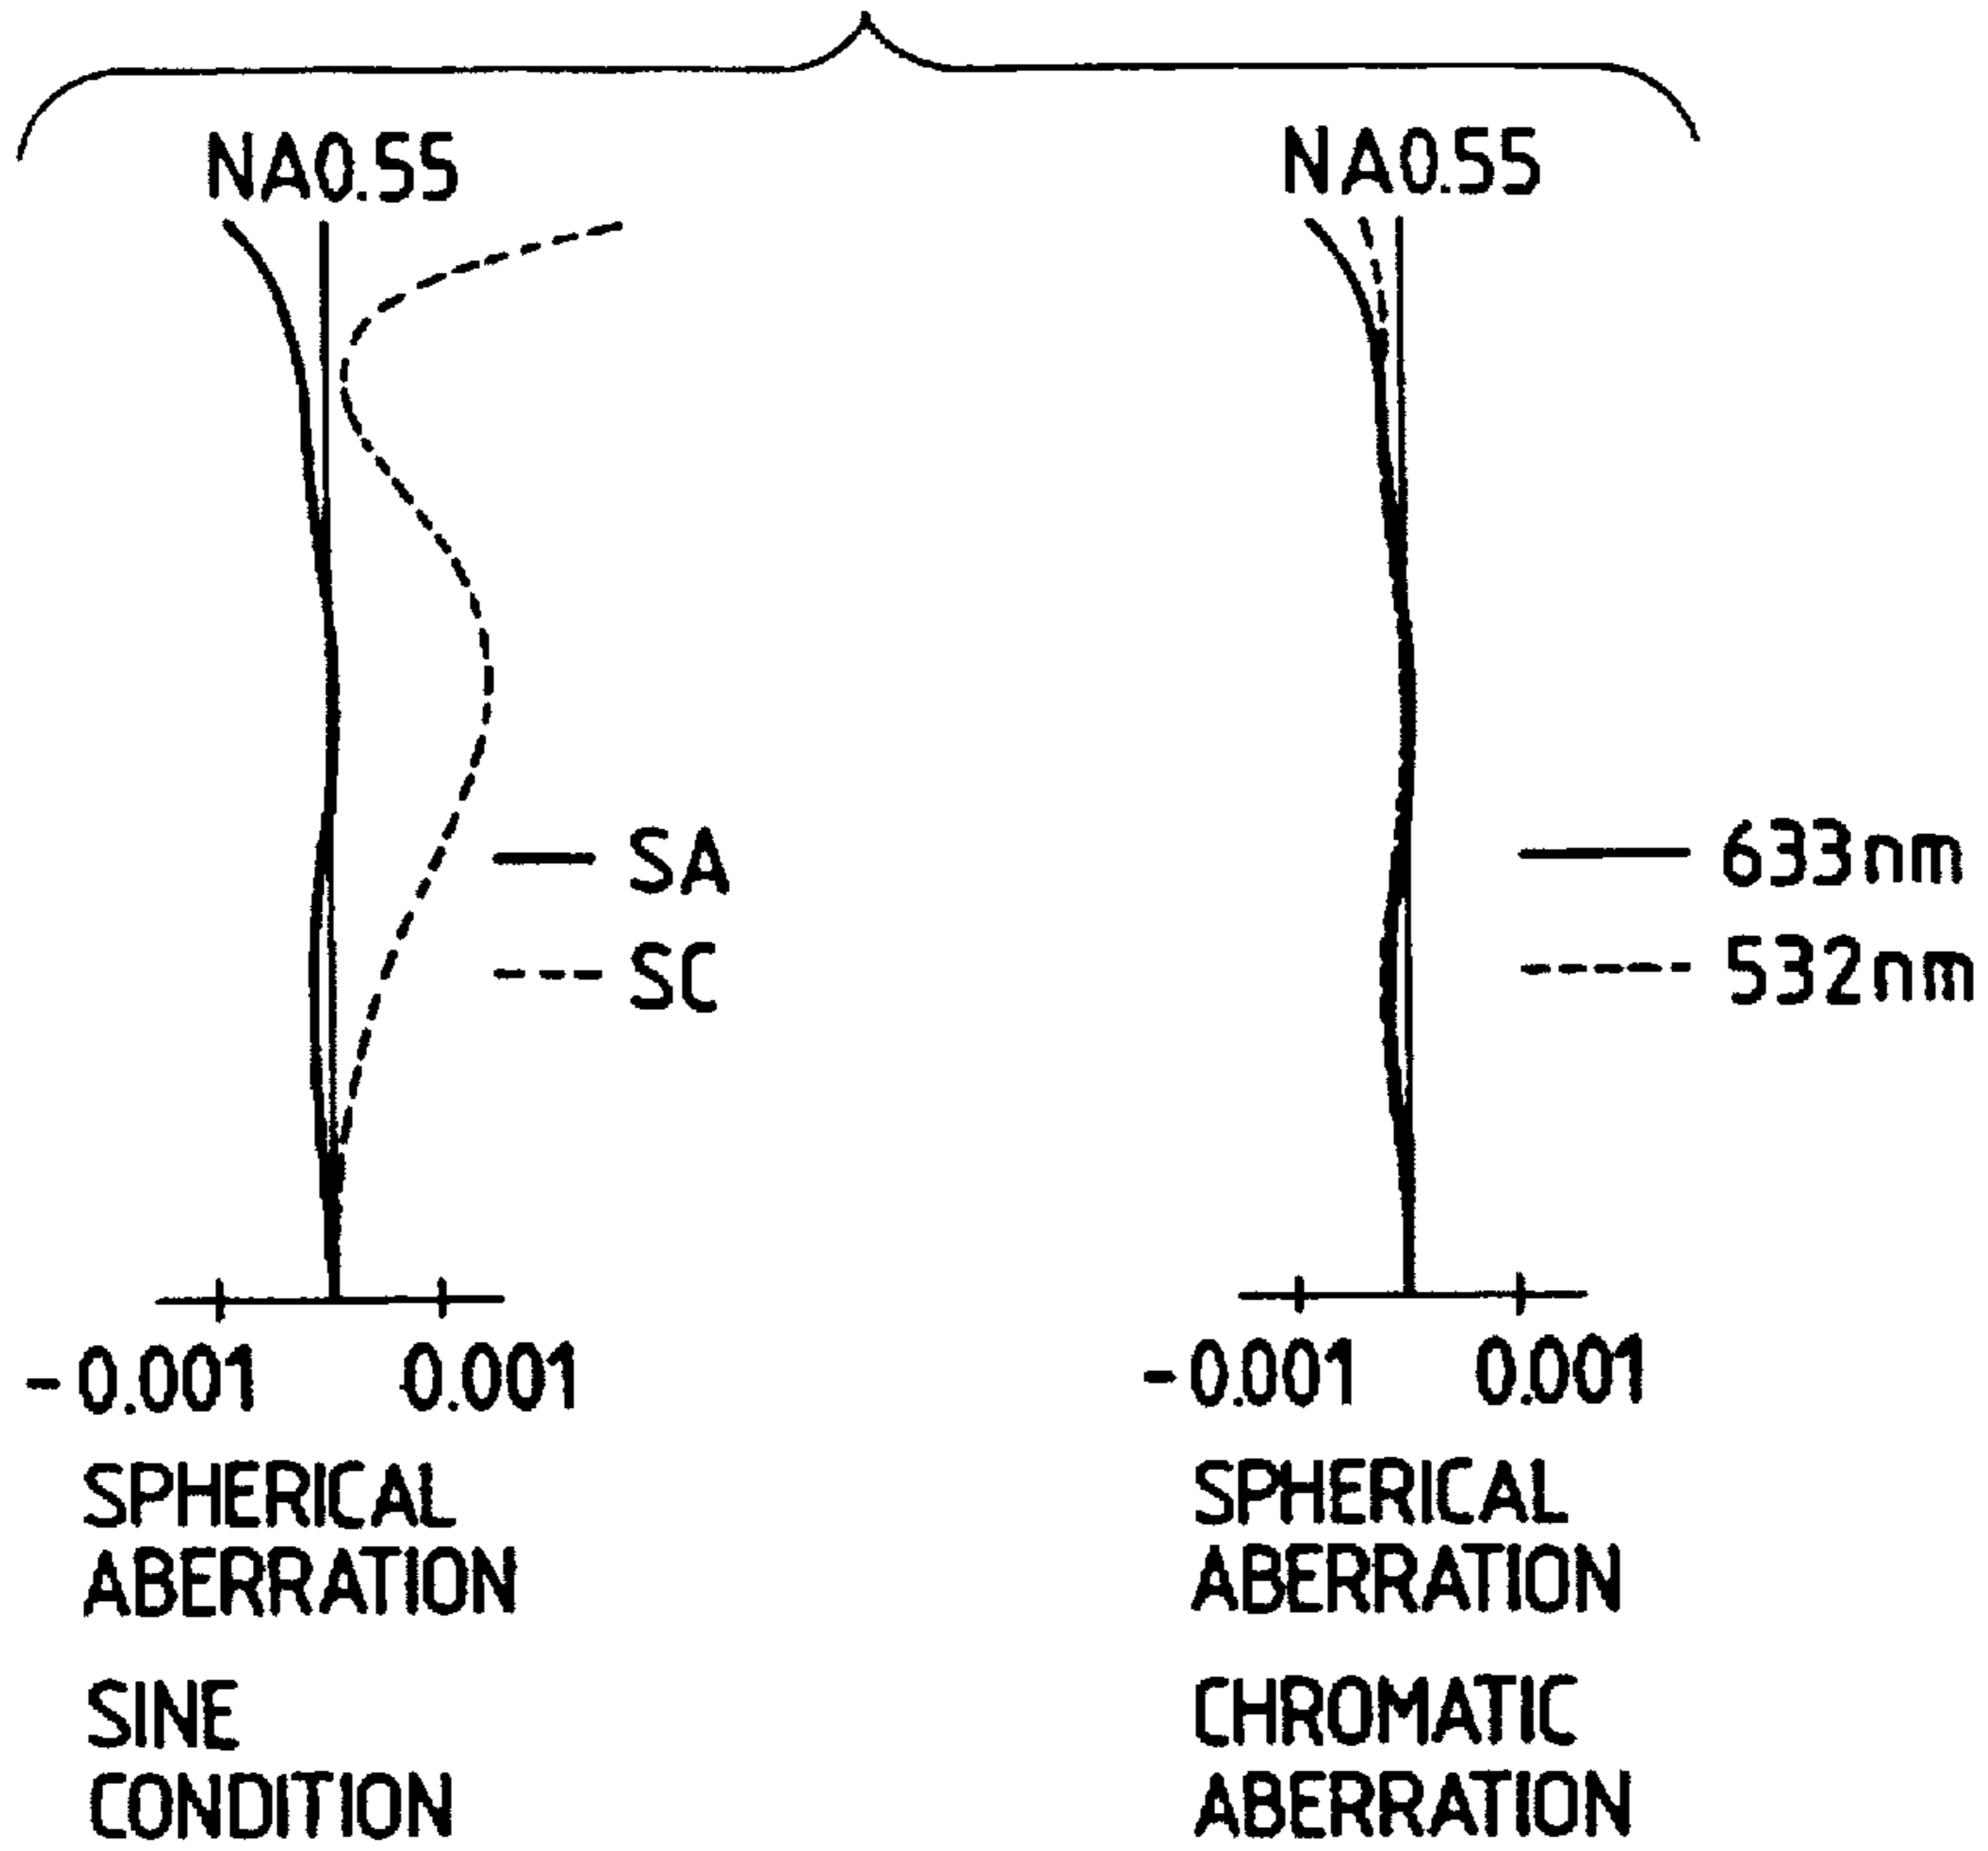 NA0.55
SA
SC
-0.001 0.001
SPHERICAL
ABERRATION
SINE
CONDITION
NA0.55
633nm
532nm
-0.001 0.001
SPHERICAL
ABERRATION
CHROMATIC
ABERRATION